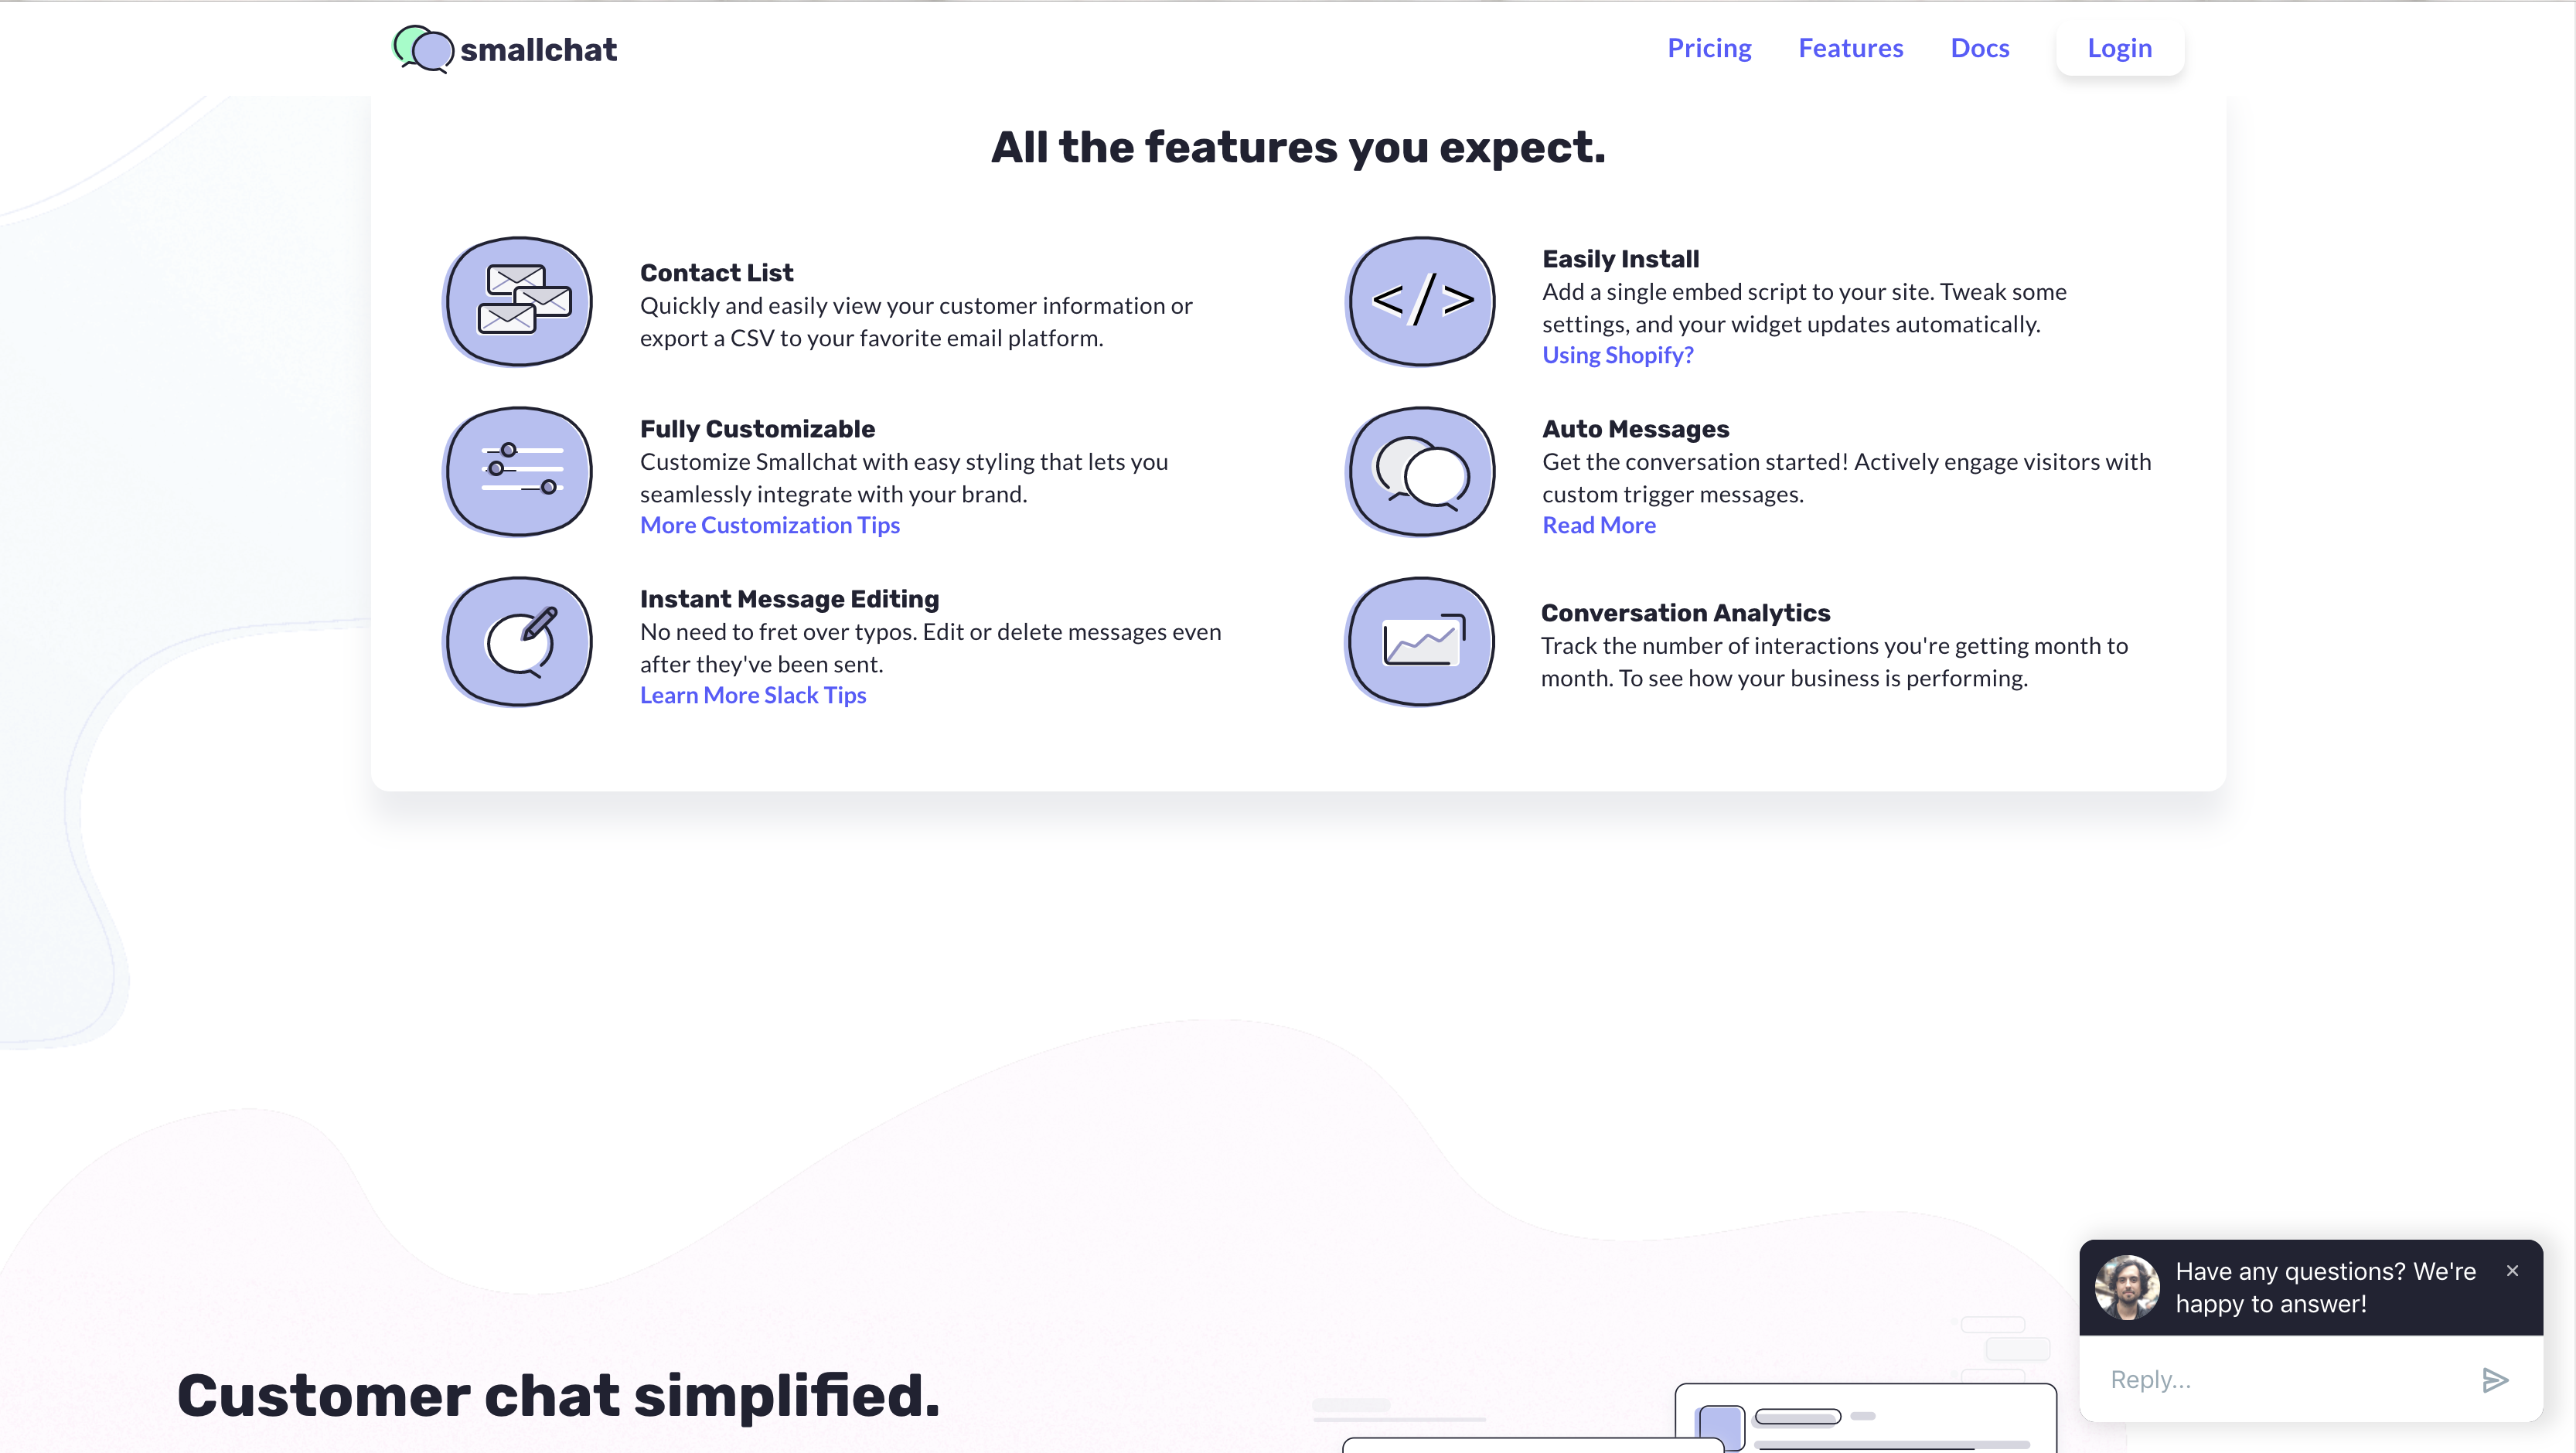 smallchat
Pricing
Features
Docs
Login
All the features you expect.
Contact List
Quickly and easily view your customer information or
export a CSV to your favorite email platform.
Easily Install
Add a single embed script to your site. Tweak some
settings, and your widget updates automatically.
Using Shopify?
Fully Customizable
Customize Smallchat with easy styling that lets you
seamlessly integrate with your brand.
More Customization Tips
Auto Messages
Get the conversation started! Actively engage visitors with
custom trigger messages.
Read More
Instant Message Editing
No need to fret over typos. Edit or delete messages even
after they've been sent.
Learn More Slack Tips
Conversation Analytics
Track the number of interactions you're getting month to
month. To see how your business is performing.
Customer chat simplified.
Have any questions? We're
happy to answer!
Reply...